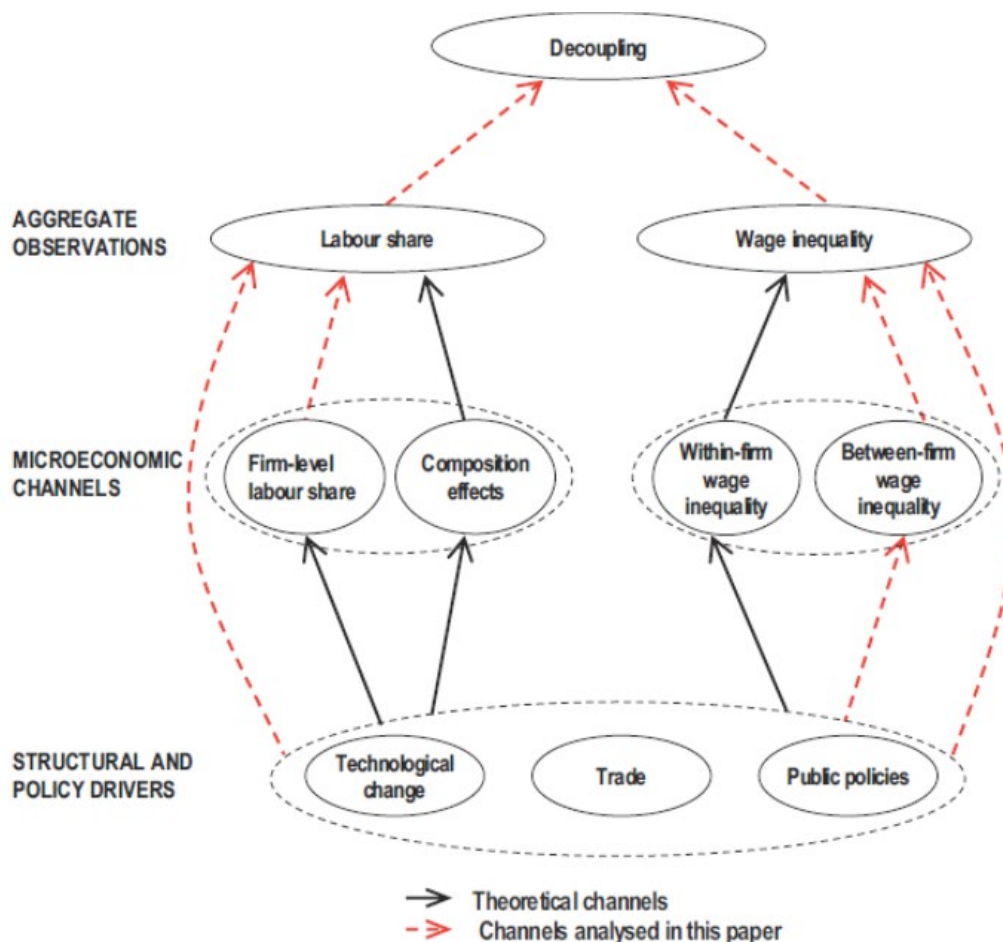 Decoupling
AGGREGATE
OBSERVATIONS
Labour share
Wage inequality
MICROECONOMIC
CHANNELS
Firm-level
labour share
Composition
effects
Within-firm
wage
inequality
Between-firm
wage
inequality
STRUCTURAL AND
POLICY DRIVERS
Technological
change
Trade
Public policies
Theoretical channels
Channels analysed in this paper